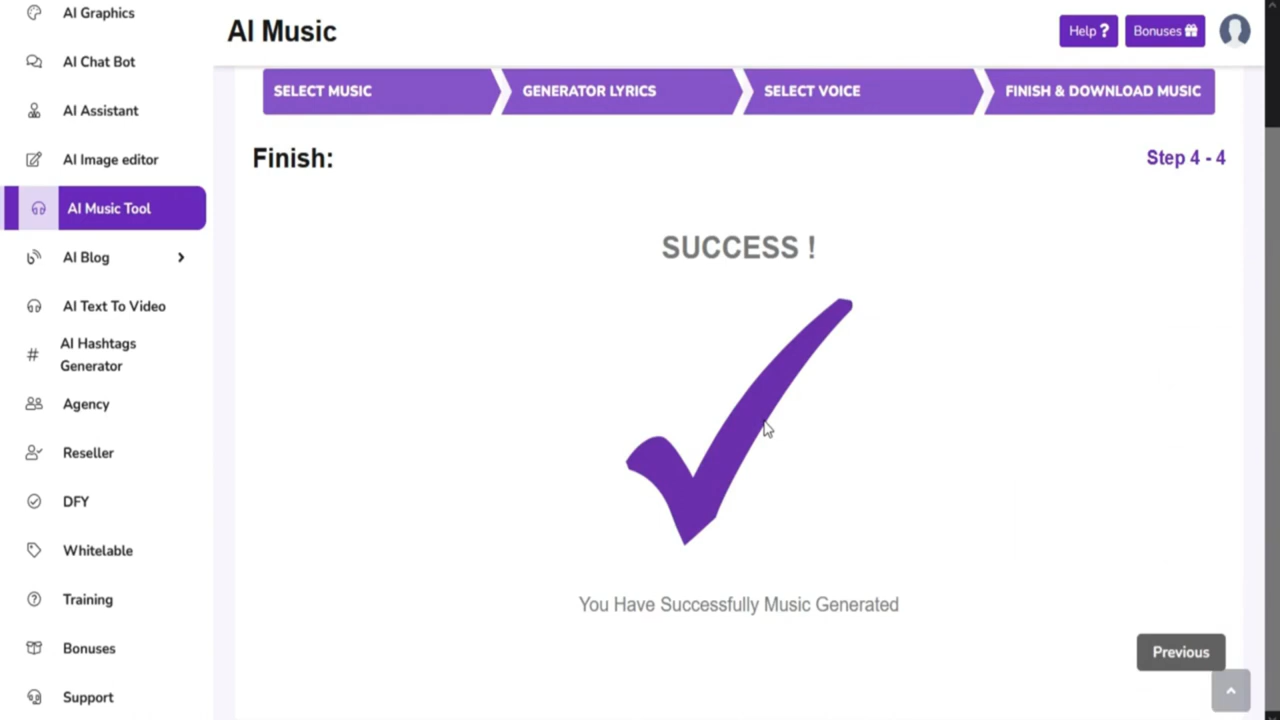 AI Graphics
AI Chat Bot
AI Assistant
AI Image editor
AI Music Tool
AI Blog
AI Text To Video
# AI Hashtags
Generator
Agency
Reseller
DFY
Whitelable
Training
Bonuses
Support
AI Music
Help ?
Bonuses
SELECT MUSIC
GENERATOR LYRICS
SELECT VOICE
FINISH & DOWNLOAD MUSIC
Finish:
Step 4 - 4
SUCCESS !
You Have Successfully Music Generated
Previous